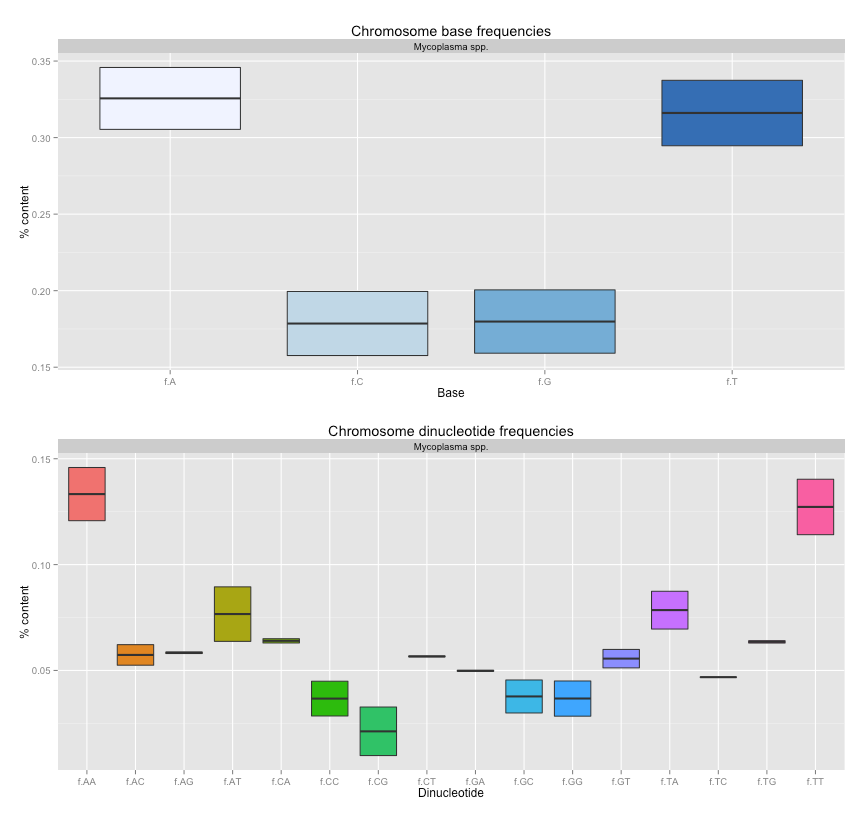 Chromosome base frequencies
Mycoplasma spp.
% content
0.35
0.30
0.25
0.20
0.15
f.A f.C f.G f.T
Base
Chromosome dinucleotide frequencies
Mycoplasma spp.
% content
0.15
0.10
0.05
f.AA f.AC f.AG f.AT f.CA f.CC f.CG f.CT f.GA f.GC f.GG f.GT f.TA f.TC f.TG f.TT
Dinucleotide